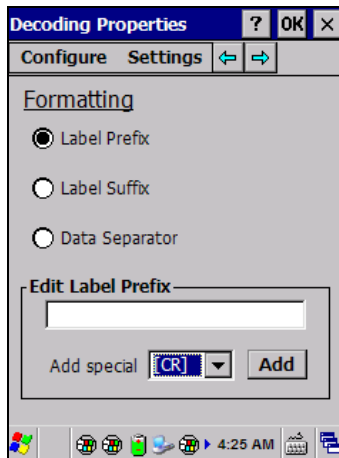 Decoding Properties ? OK ×
Configure Settings
Formatting
Label Prefix
Label Suffix
Data Separator
Edit Label Prefix
Add special [CR] Add
4:25 AM